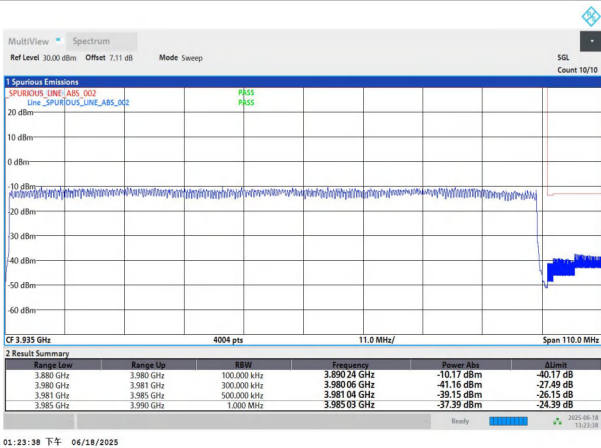 MultiView Spectrum
Ref Level 30.00 dBm Offset 7.11 dB Mode Sweep SGL
Count 10/10
1 Spurious Emissions
SPURIOUS_LINE_ABS_002 PASS
Line _SPURIOUS_LINE_ABS_002 PASS
20 dBm
10 dBm
0 dBm
-10 dBm
-20 dBm
-30 dBm
-40 dBm
-50 dBm
-60 dBm
CF 3.935 GHz 4004 pts 11.0 MHz/ Span 110.0 MHz
2 Result Summary
Range Low Range Up RBW Frequency Power Abs ΔLimit
3.880 GHz 3.980 GHz 100.000 kHz 3.890 24 GHz -10.17 dBm -40.17 dB
3.980 GHz 3.981 GHz 300.000 kHz 3.980 06 GHz -41.16 dBm -27.49 dB
3.981 GHz 3.985 GHz 500.000 kHz 3.981 04 GHz -39.15 dBm -26.15 dB
3.985 GHz 3.990 GHz 1.000 MHz 3.985 03 GHz -37.39 dBm -24.39 dB
Ready 2025-06-18
13:23:38
01:23:38 下午 06/18/2025